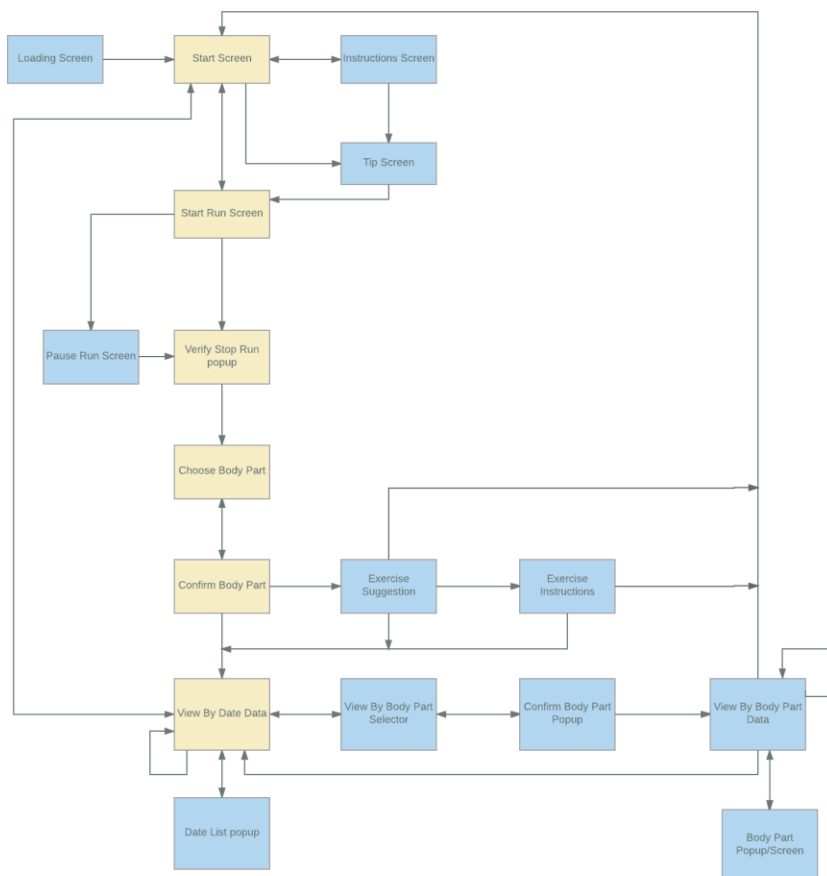 Loading Screen
Start Screen
Instructions Screen
Tip Screen
Start Run Screen
Pause Run Screen
Verify Stop Run
popup
Choose Body Part
Confirm Body Part
Exercise
Suggestion
Exercise
Instructions
View By Date Data
View By Body Part
Selector
Confirm Body Part
Popup
View By Body Part
Data
Date List popup
Body Part
Popup/Screen